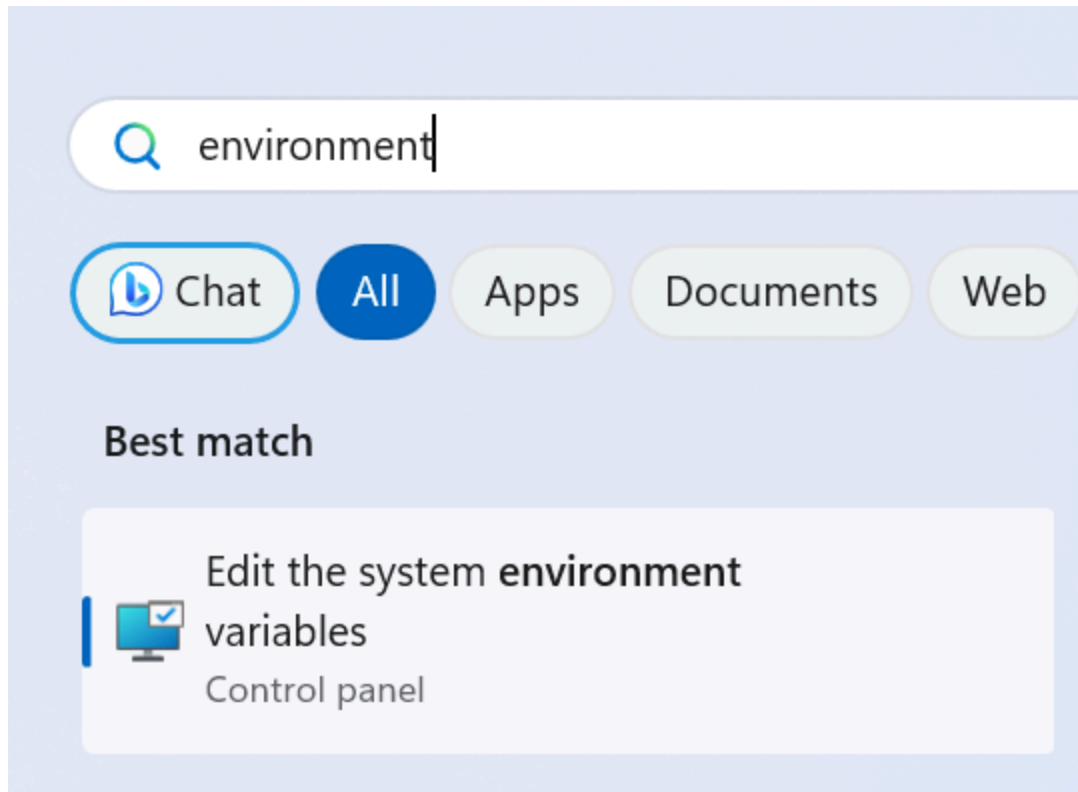 environment
Chat
All
Apps
Documents
Web
Best match
Edit the system environment
variables
Control panel